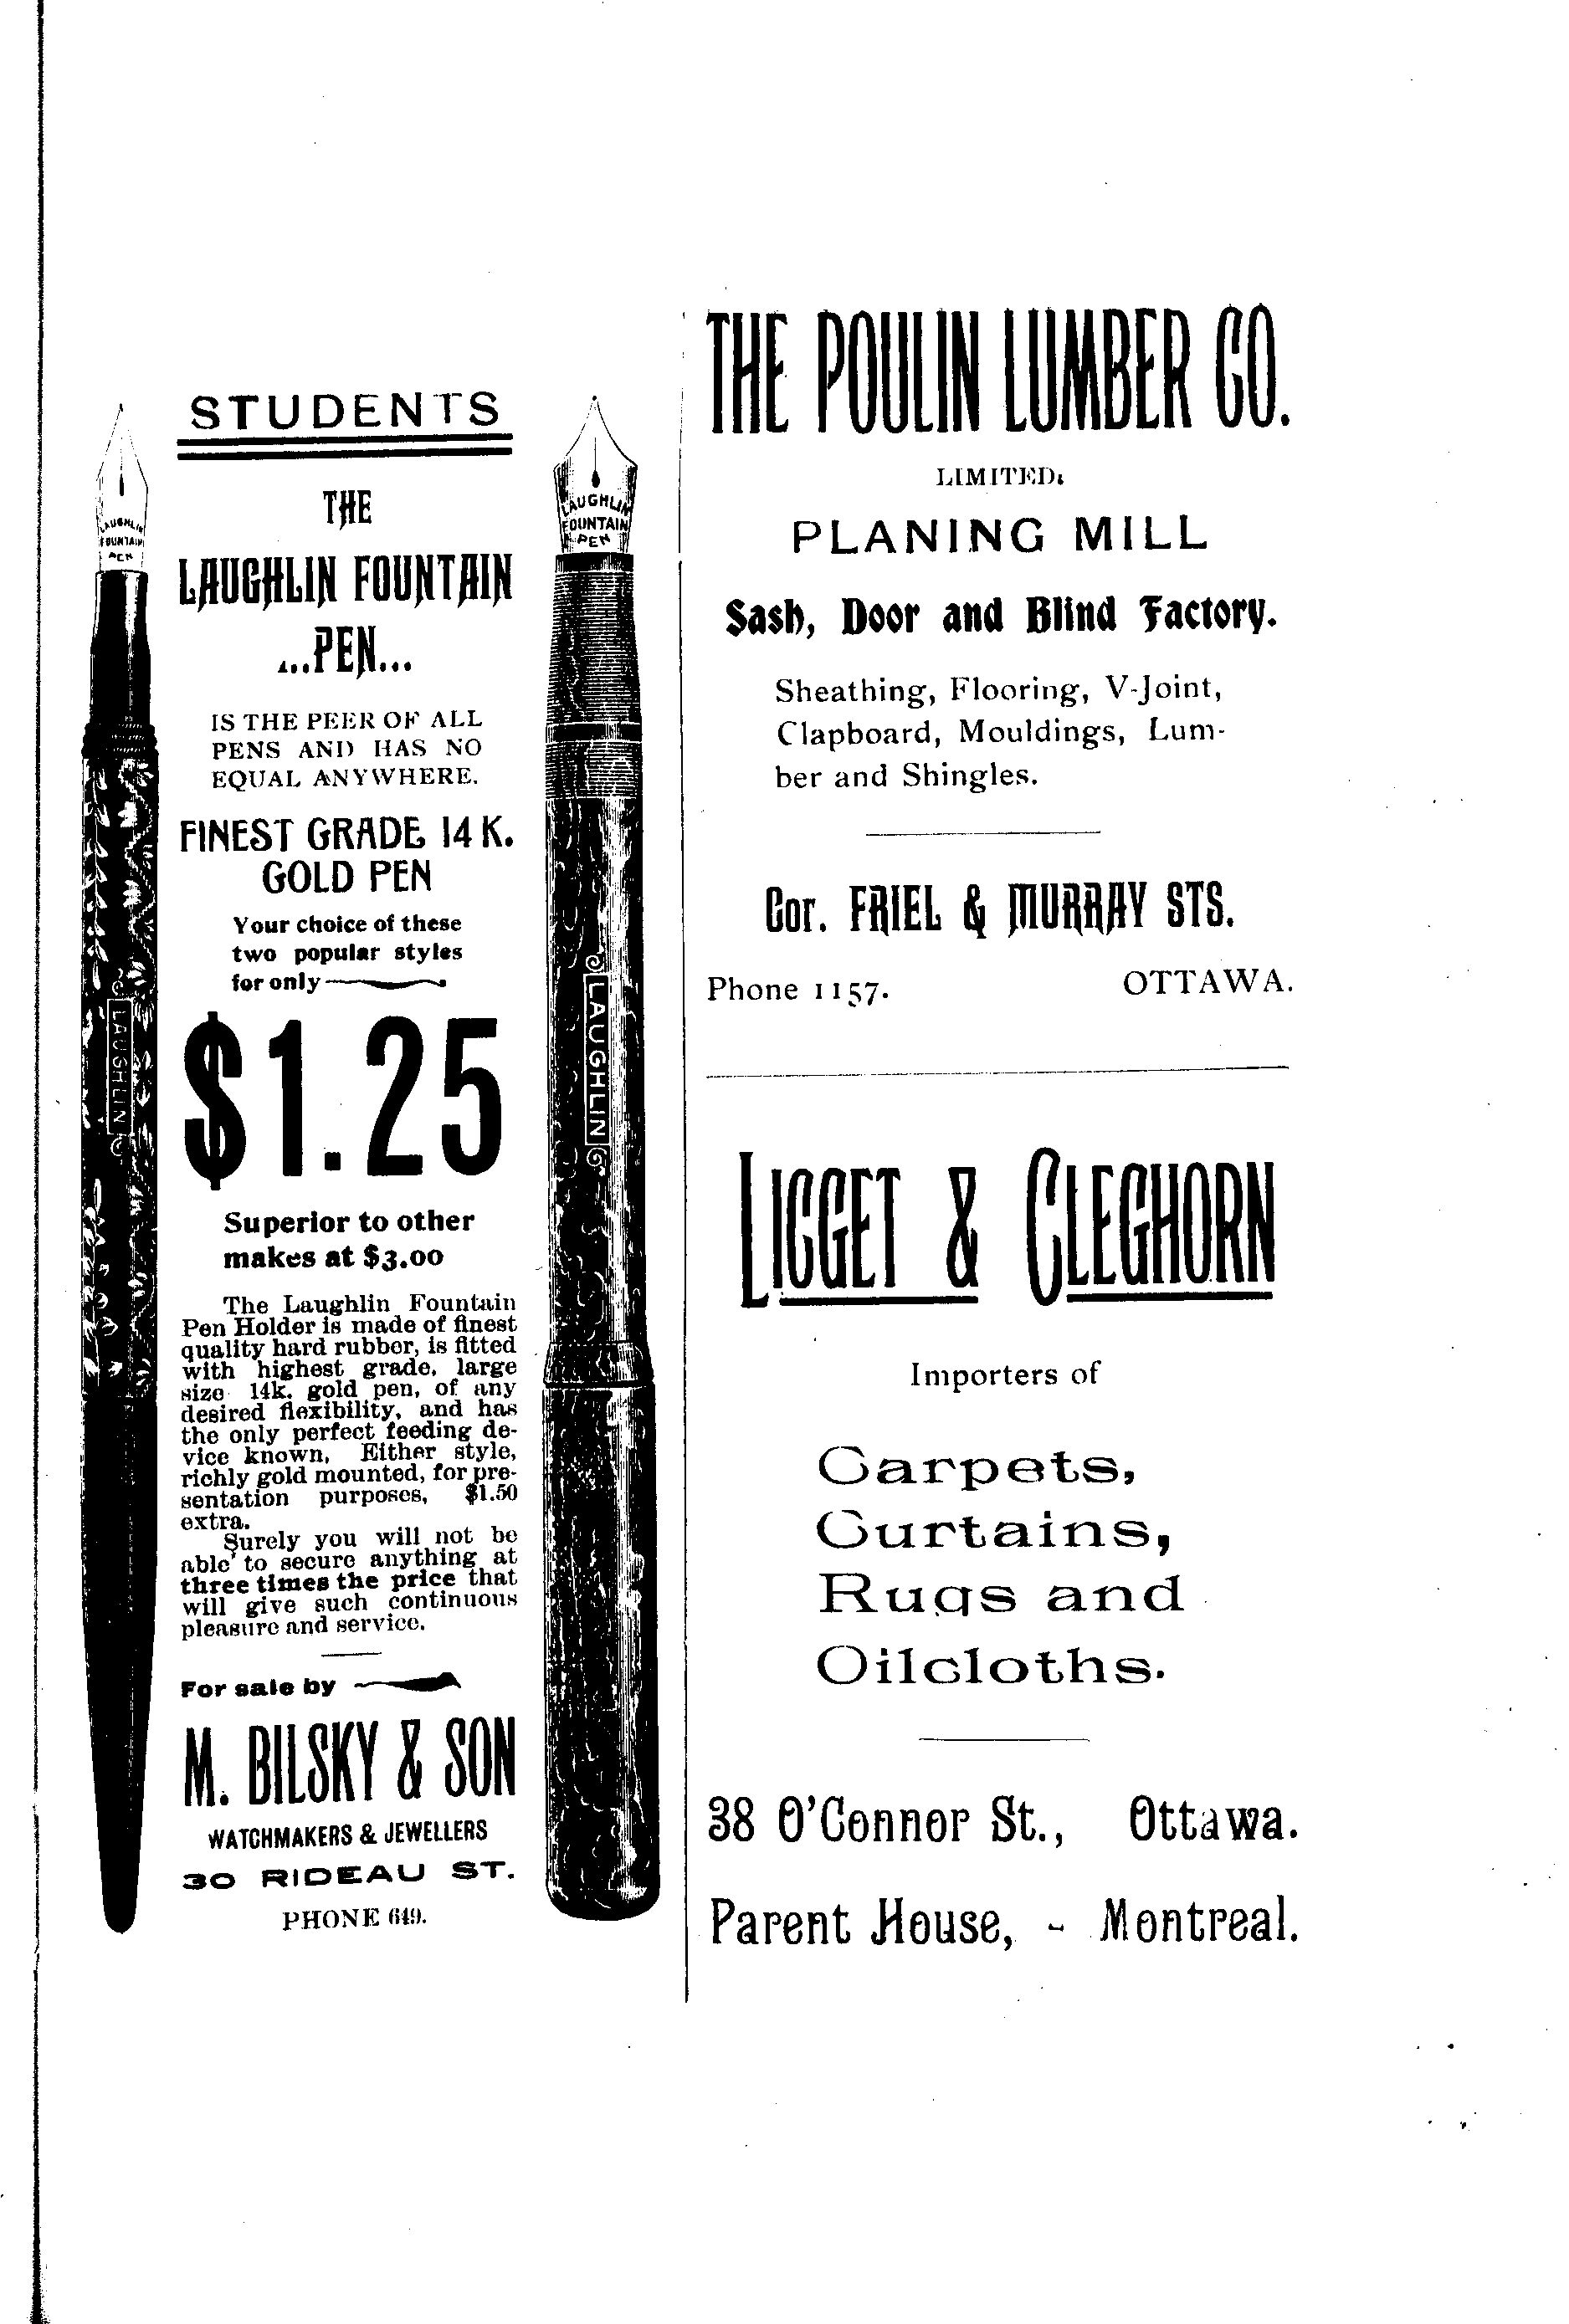 STUDENTS
THE
LAUGHLIN FOUNTAIN
...PEN...
IS THE PEER OF ALL
PENS AND HAS NO
EQUAL ANYWHERE.
FINEST GRADE 14 K.
GOLD PEN
Your choice of these
two popular styles
for only
$1.25
Superior to other
makes at $3.00
The Laughlin Fountain
Pen Holder is made of finest
quality hard rubber, is fitted
with highest grade, large
size 14k. gold pen, of any
desired flexibility, and has
the only perfect feeding de-
vice known, Either style,
richly gold mounted, for pre-
sentation purposes, $1.50
extra.
Surely you will not be
able to secure anything at
three times the price that
will give such continuous
pleasure and service.
For sale by
M. BILSKY & SON
WATCHMAKERS & JEWELLERS
30 RIDEAU ST.
PHONE 649.
LAUGHLIN
FOUNTAIN
PEN
LAUGHLIN
LAUGHLIN
FOUNTAIN
PEN
LAUGHLIN
THE POULIN LUMBER CO.
LIMITED;
PLANING MILL
Sash, Door and Blind Factory.
Sheathing, Flooring, V-Joint,
Clapboard, Mouldings, Lum-
ber and Shingles.
Cor. FRIEL & MURRAY STS.
Phone 1157. OTTAWA.
LIGGET & CLEGHORN
Importers of
Carpets,
Curtains,
Rugs and
Oilcloths.
38 O'Connor St., Ottawa.
Parent House, - Montreal.